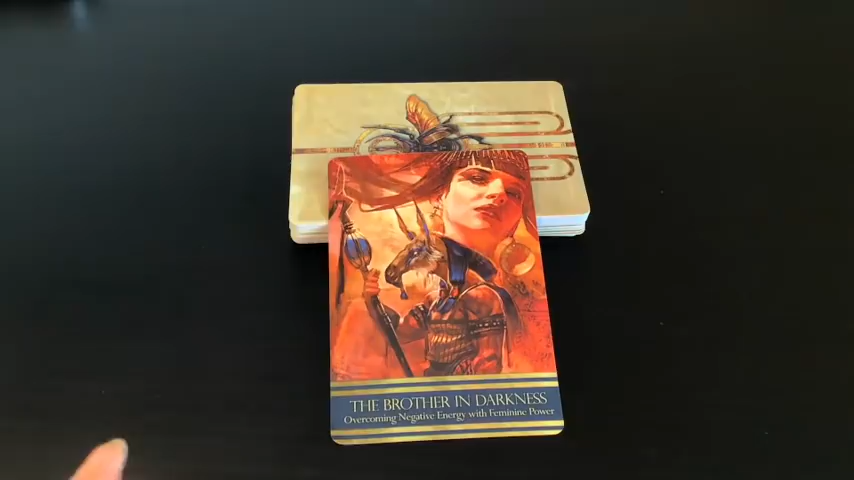 THE BROTHER IN DARKNESS
Overcoming Negative Energy with Feminine Power